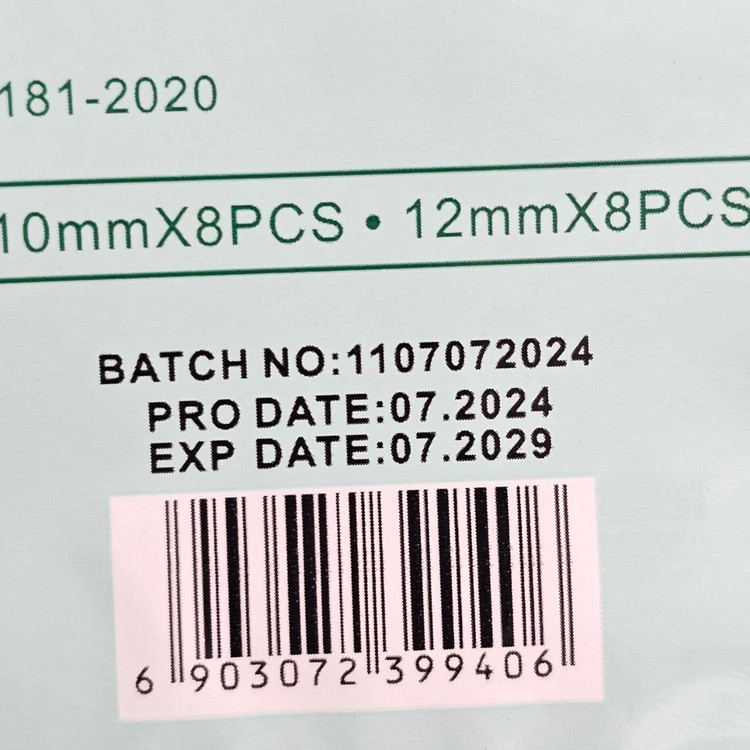 181-2020
10mmX8PCS • 12mmX8PCS
BATCH NO:1107072024
PRO DATE:07.2024
EXP DATE:07.2029
6 903072 399406